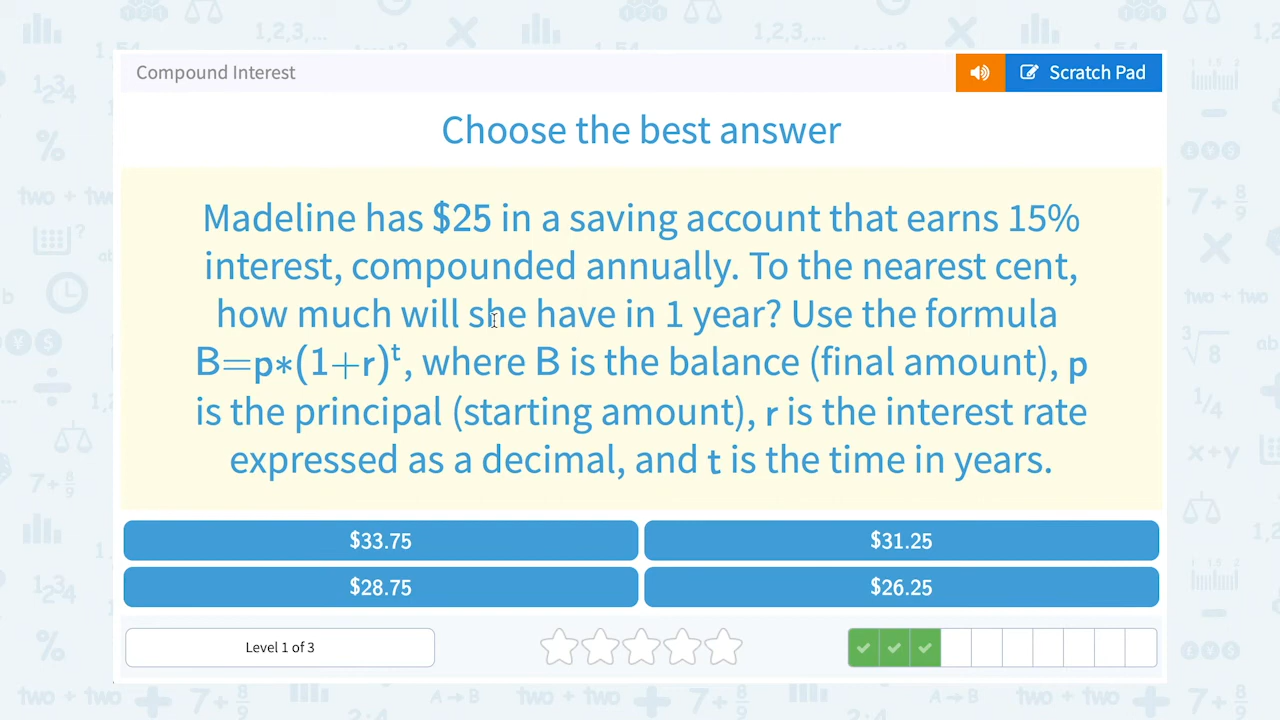 Compound Interest
Scratch Pad
Choose the best answer
Madeline has $25 in a saving account that earns 15%
interest, compounded annually. To the nearest cent,
how much will she have in 1 year? Use the formula
B=p*(1+r)^t, where B is the balance (final amount), p
is the principal (starting amount), r is the interest rate
expressed as a decimal, and t is the time in years.
$33.75
$31.25
$28.75
$26.25
Level 1 of 3